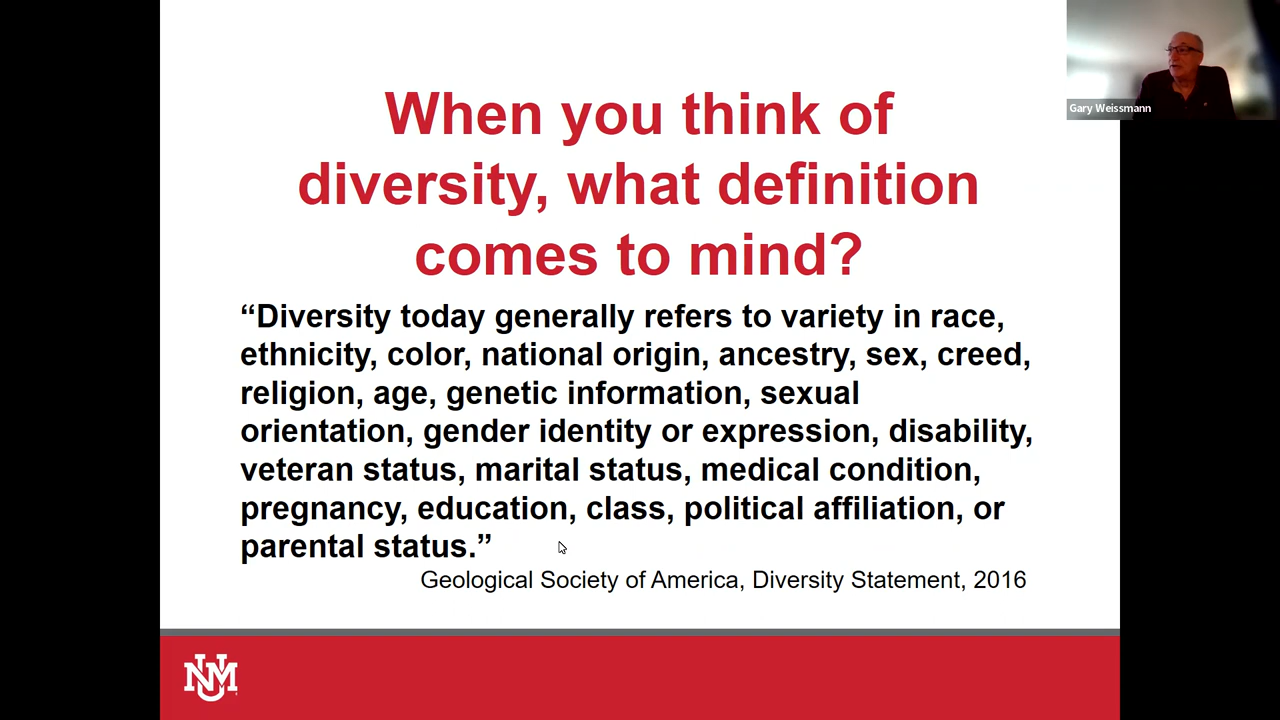 When you think of
diversity, what definition
comes to mind?
“Diversity today generally refers to variety in race,
ethnicity, color, national origin, ancestry, sex, creed,
religion, age, genetic information, sexual
orientation, gender identity or expression, disability,
veteran status, marital status, medical condition,
pregnancy, education, class, political affiliation, or
parental status.”
Geological Society of America, Diversity Statement, 2016
Gary Weissmann
UNM